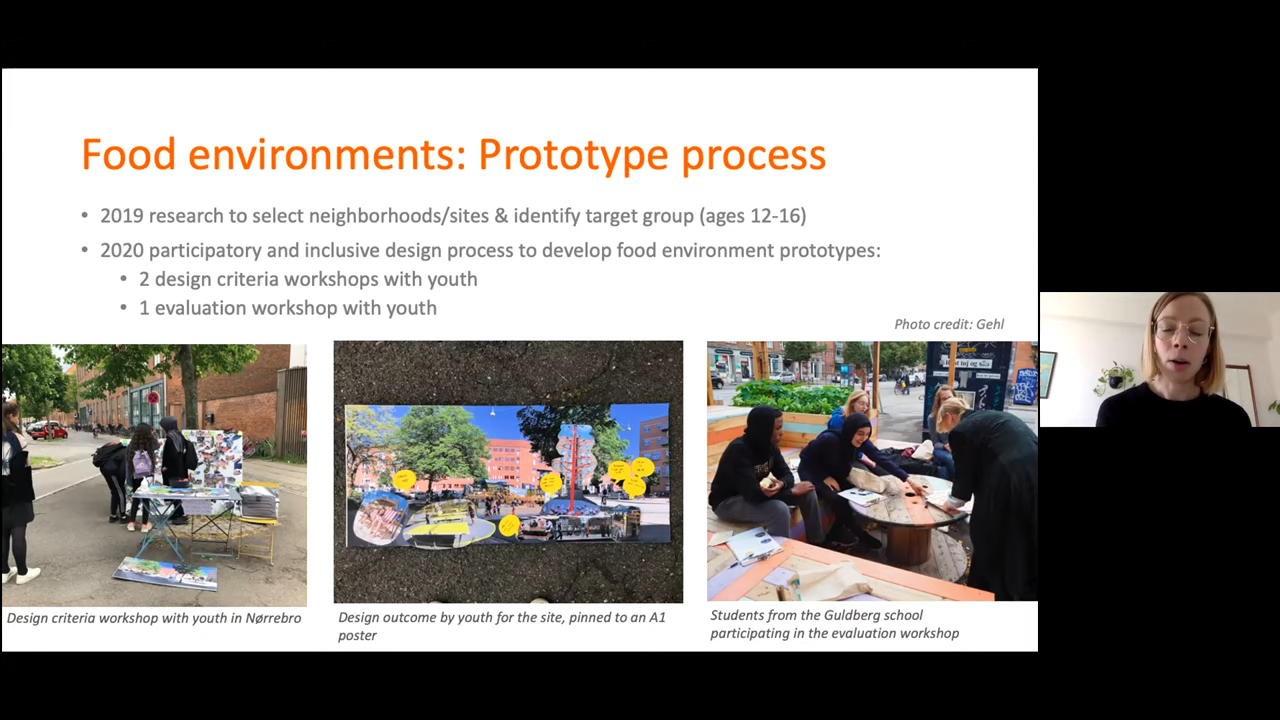 Food environments: Prototype process
• 2019 research to select neighborhoods/sites & identify target group (ages 12-16)
• 2020 participatory and inclusive design process to develop food environment prototypes:
• 2 design criteria workshops with youth
• 1 evaluation workshop with youth
Photo credit: Gehl
Design criteria workshop with youth in Nørrebro
Design outcome by youth for the site, pinned to an A1
poster
Students from the Guldberg school
participating in the evaluation workshop